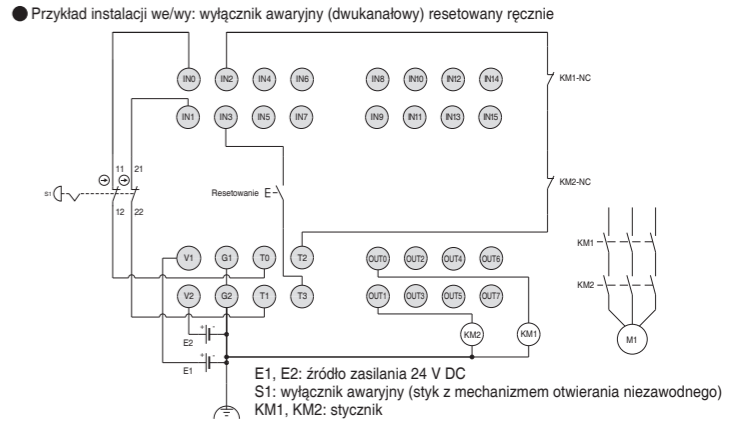 ● Przykład instalacji we/wy: wyłącznik awaryjny (dwukanałowy) resetowany ręcznie
IN0 IN2 IN4 IN6 IN8 IN10 IN12 IN14
KM1-NC
IN1 IN3 IN5 IN7 IN9 IN11 IN13 IN15
11 21
S1
Resetowanie
KM2-NC
12 22
KM1
V1 G1 T0 T2 OUT0 OUT2 OUT4 OUT6
KM2
V2 G2 T1 T3 OUT1 OUT3 OUT5 OUT7
+ -
E2
KM2 KM1
M1
+ -
E1
E1, E2: źródło zasilania 24 V DC
S1: wyłącznik awaryjny (styk z mechanizmem otwierania niezawodnego)
KM1, KM2: stycznik